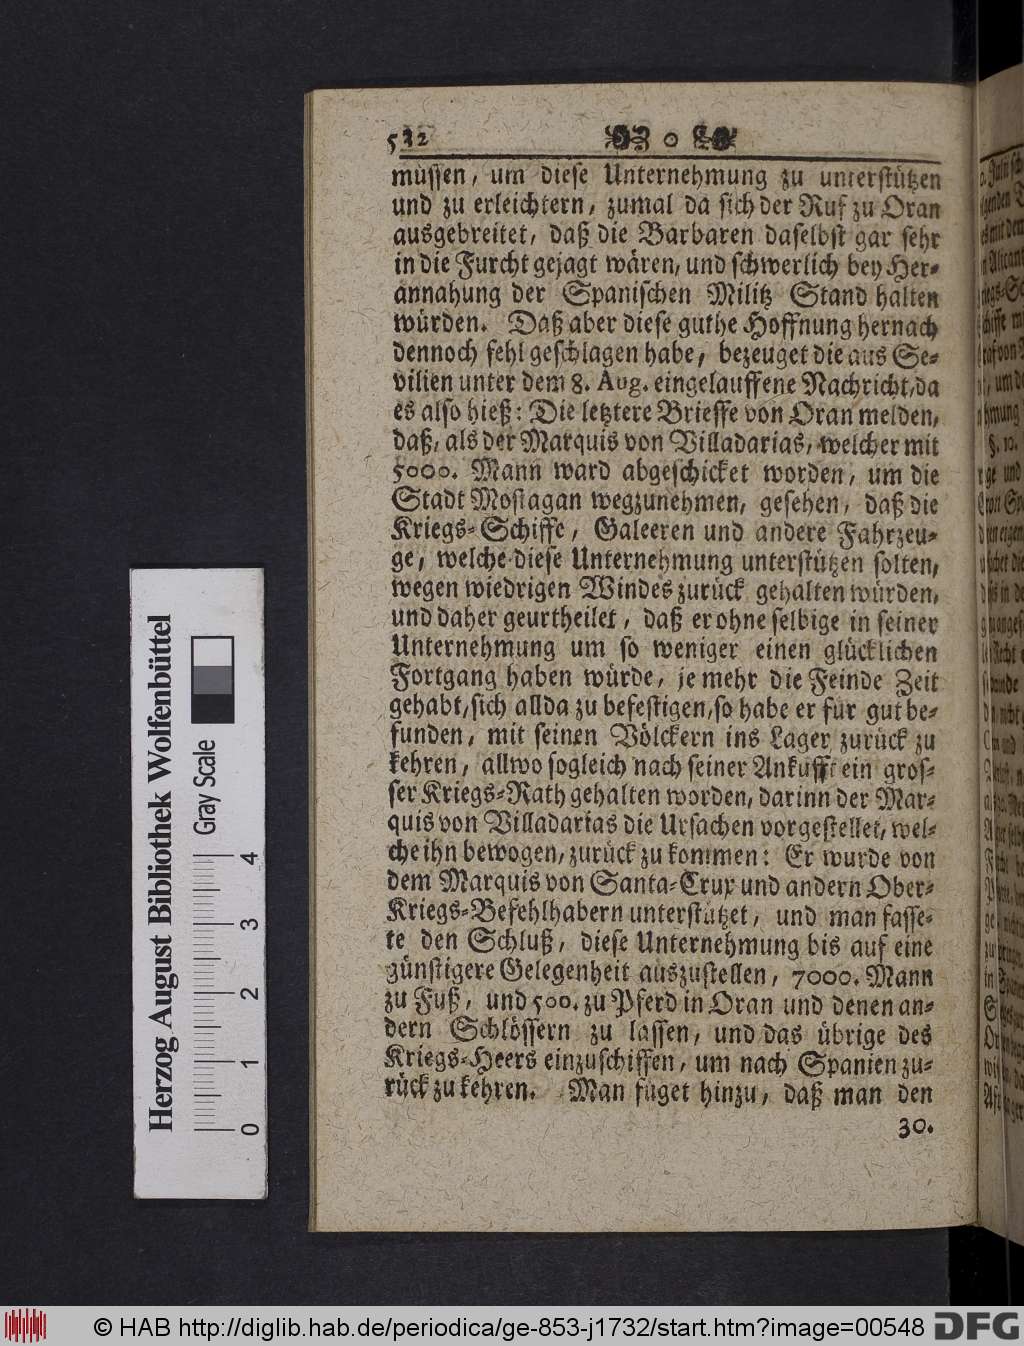 532
müssen, um diese Unternehmung zu unterstützen
und zu erleichtern, zumal da sich der Ruf zu Oran
ausgebreitet, daß die Barbaren daselbst gar sehr
in die Furcht gejagt wären, und schwerlich bey Her-
annahung der Spanischen Militz Stand halten
würden. Daß aber diese guthe Hoffnung hernach
dennoch fehl geschlagen habe, bezeuget die aus Se-
vilien unter dem 8. Aug. eingelauffene Nachricht, da
es also hieß: Die letztere Brieffe von Oran melden,
daß, als der Marquis von Villadarias, welcher mit
5000. Mann ward abgeschicket worden, um die
Stadt Mostagan wegzunehmen, gesehen, daß die
Kriegs-Schiffe, Galeeren und andere Fahrzeu-
ge, welche diese Unternehmung unterstützen solten,
wegen wiedrigen Windes zurück gehalten würden,
und daher geurtheilet, daß er ohne selbige in seiner
Unternehmung um so weniger einen glücklichen
Fortgang haben würde, je mehr die Feinde Zeit
gehabt, sich allda zu befestigen, so habe er für gut be-
funden, mit seinen Völckern ins Lager zurück zu
kehren, allwo sogleich nach seiner Ankufft ein gros-
ser Kriegs-Rath gehalten worden, darinn der Mar-
quis von Villadarias die Ursachen vorgestellet, wel-
che ihn bewogen, zurück zu kommen: Er wurde von
dem Marquis von Santa-Crux und andern Ober-
Kriegs-Befehlhabern unterstützet, und man fasse-
te den Schluß, diese Unternehmung bis auf eine
günstigere Gelegenheit auszustellen, 7000. Mann
zu Fuß, und 500. zu Pferd in Oran und denen an-
dern Schlössern zu lassen, und das übrige des
Kriegs-Heers einzuschiffen, um nach Spanien zu-
rück zu kehren. Man füget hinzu, daß man den
30.
Herzog August Bibliothek Wolfenbüttel
Gray Scale
0 1 2 3 4
© HAB http://diglib.hab.de/periodica/ge-853-j1732/start.htm?image=00548
DFG